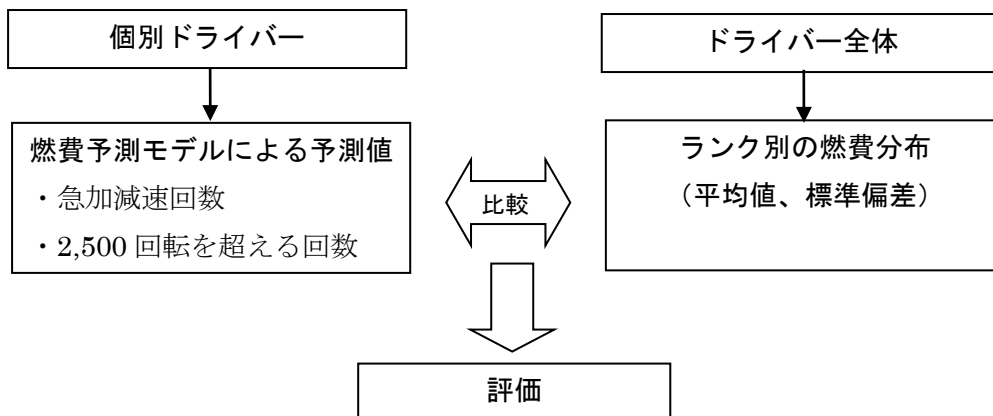 個別ドライバー
ドライバー全体
燃費予測モデルによる予測値
・急加減速回数
・2,500 回転を超える回数
比較
ランク別の燃費分布
（平均値、標準偏差）
評価